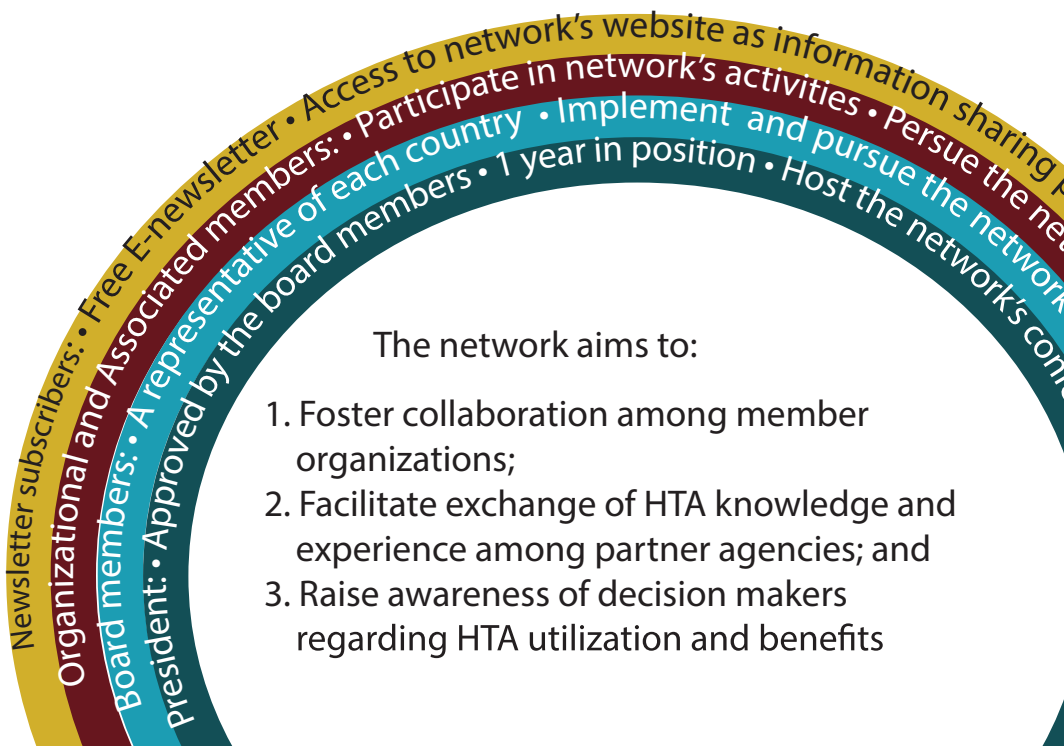 Newsletter subscribers: • Free E-newsletter • Access to network's website as information sharing
Organizational and Associated members: • Participate in network's activities • Persue the
Board members: • A representative of each country • Implement and pursue the network
President: • Approved by the board members • 1 year in position • Host the network's
The network aims to:
1. Foster collaboration among member
organizations;
2. Facilitate exchange of HTA knowledge and
experience among partner agencies; and
3. Raise awareness of decision makers
regarding HTA utilization and benefits